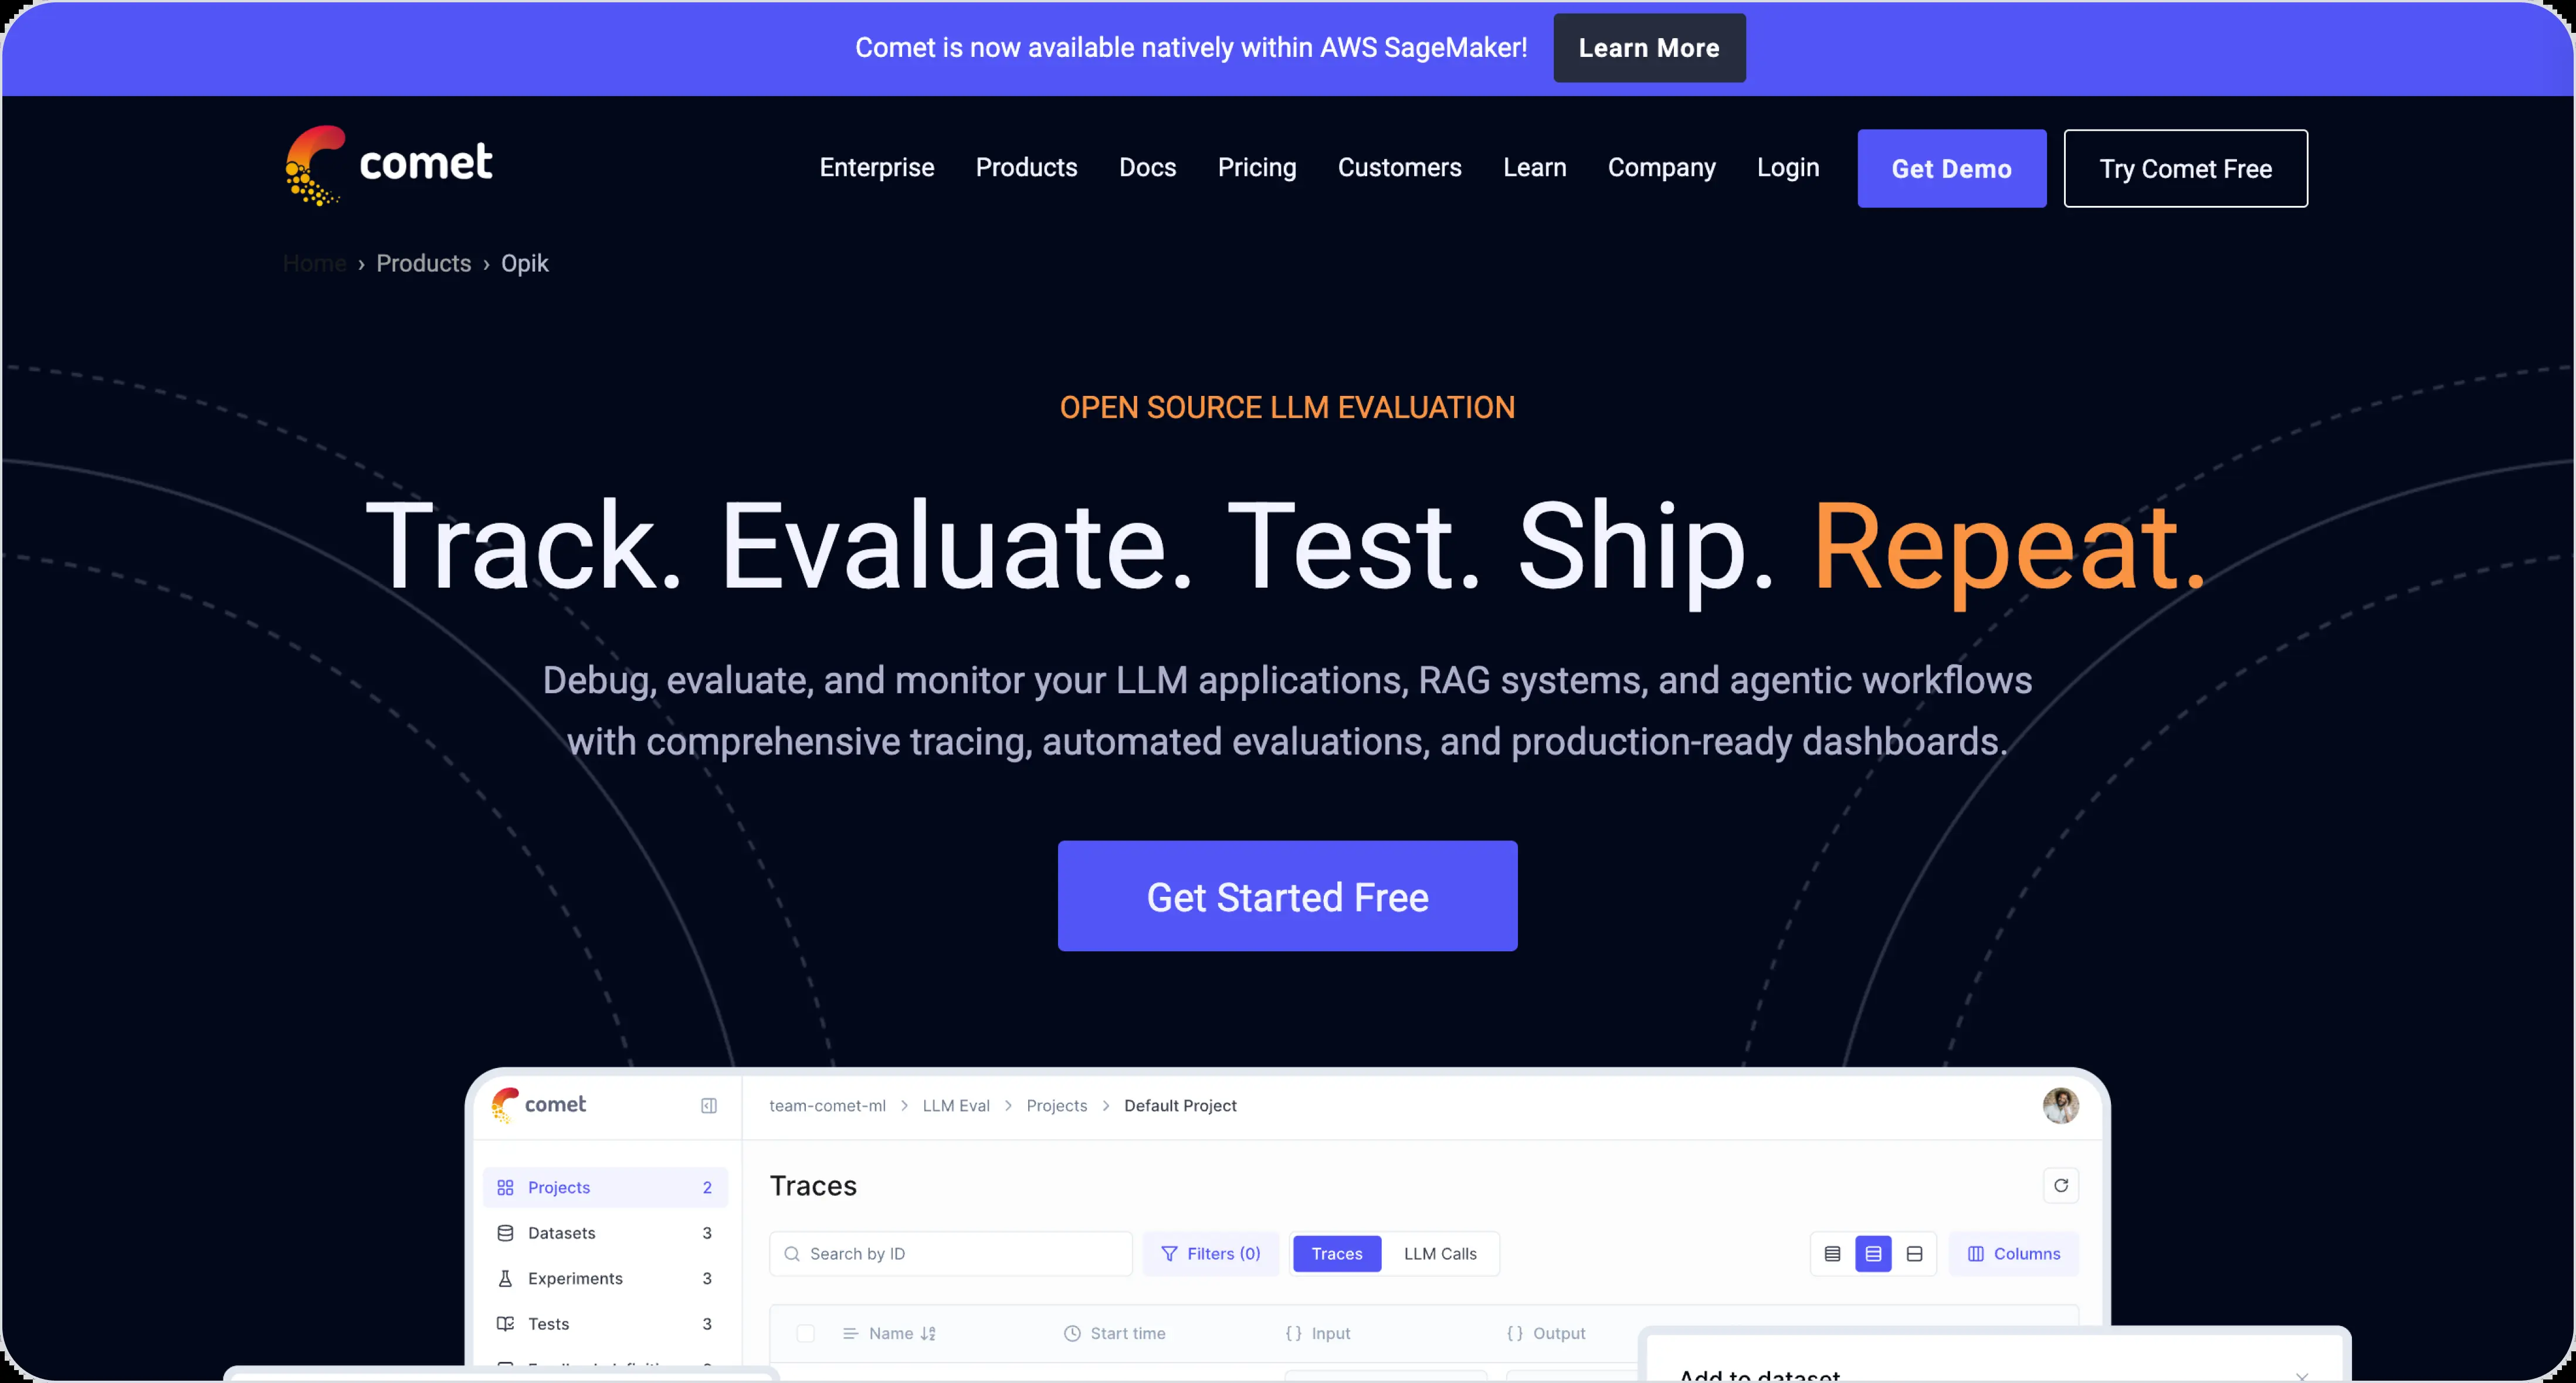 Comet is now available natively within AWS SageMaker! Learn More
comet Enterprise Products Docs Pricing Customers Learn Company Login Get Demo Try Comet Free
Home › Products › Opik
OPEN SOURCE LLM EVALUATION
Track. Evaluate. Test. Ship. Repeat.
Debug, evaluate, and monitor your LLM applications, RAG systems, and agentic workflows
with comprehensive tracing, automated evaluations, and production-ready dashboards.
Get Started Free
comet team-comet-ml > LLM Eval > Projects > Default Project
Projects 2
Traces
Datasets 3
Search by ID Filters (0) Traces LLM Calls Columns
Experiments 3
Tests 3
Name Start time {} Input {} Output
Add to dataset